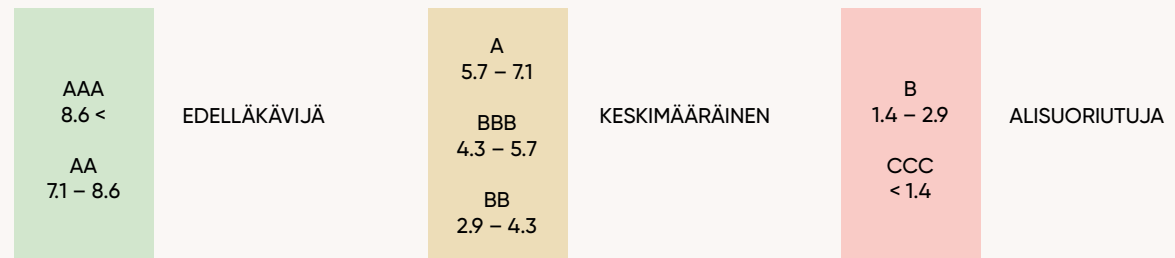 AAA
8.6 <
AA
7.1 – 8.6
EDELLÄKÄVIJÄ
A
5.7 – 7.1
BBB
4.3 – 5.7
BB
2.9 – 4.3
KESKIMÄÄRÄINEN
B
1.4 – 2.9
CCC
< 1.4
ALISUORIUTUJA